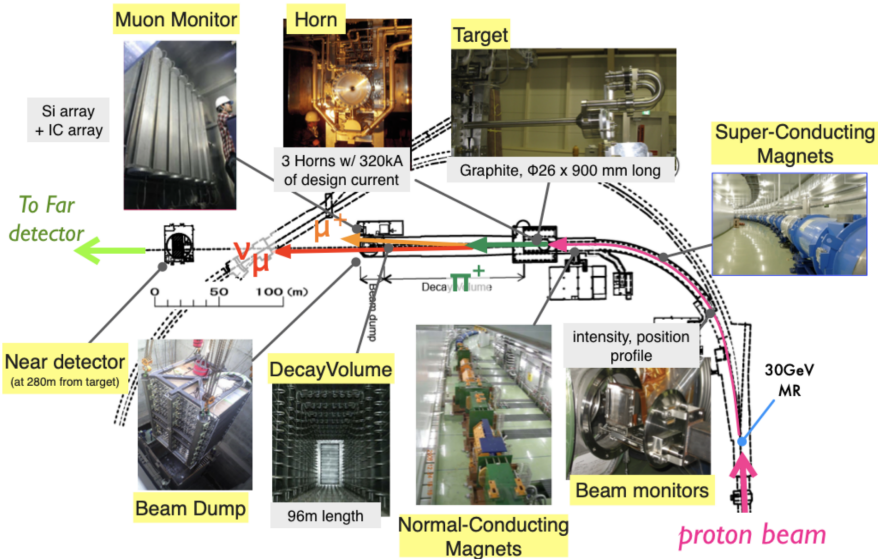 Muon Monitor
Horn
Target
Si array
+ IC array
3 Horns w/ 320kA
of design current
Graphite, Φ26 x 900 mm long
Super-Conducting
Magnets
To Far
detector
μ+
νμ
π+
0 50 100 (m)
Beam dump
DecayVolume
Near detector
(at 280m from target)
DecayVolume
intensity, position
profile
30GeV
MR
Beam Dump
96m length
Normal-Conducting
Magnets
Beam monitors
proton beam